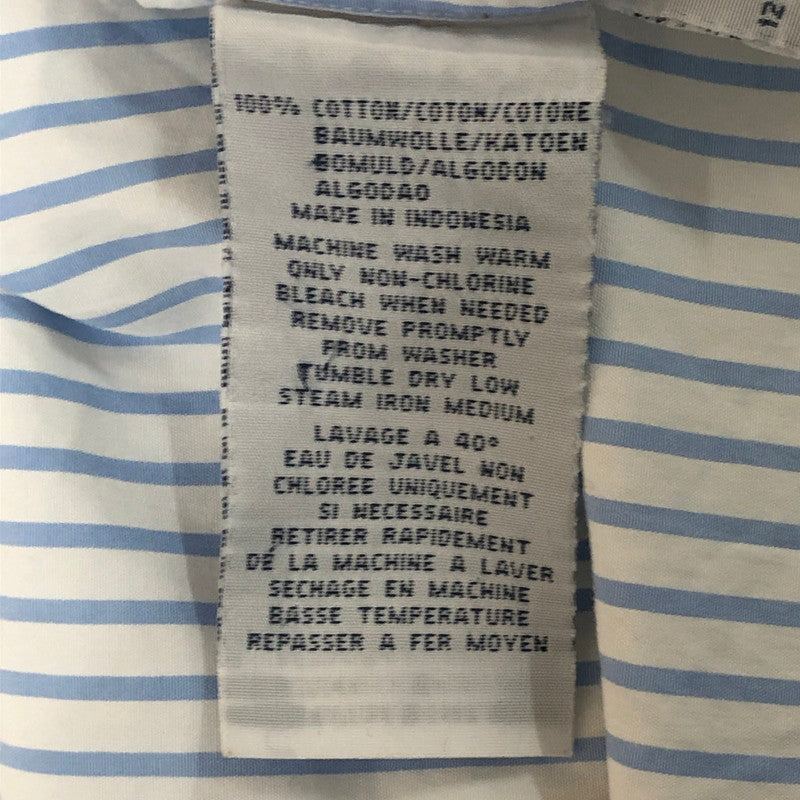 12
100% COTTON/COTON/COTONE
BAUMWOLLE/KATOEN
BOMULD/ALGODON
ALGODAO
MADE IN INDONESIA
MACHINE WASH WARM
ONLY NON-CHLORINE
BLEACH WHEN NEEDED
REMOVE PROMPTLY
FROM WASHER
TUMBLE DRY LOW
STEAM IRON MEDIUM
LAVAGE A 40°
EAU DE JAVEL NON
CHLOREE UNIQUEMENT
SI NECESSAIRE
RETIRER RAPIDEMENT
DE LA MACHINE A LAVER
SECHAGE EN MACHINE
BASSE TEMPERATURE
REPASSER A FER MOYEN